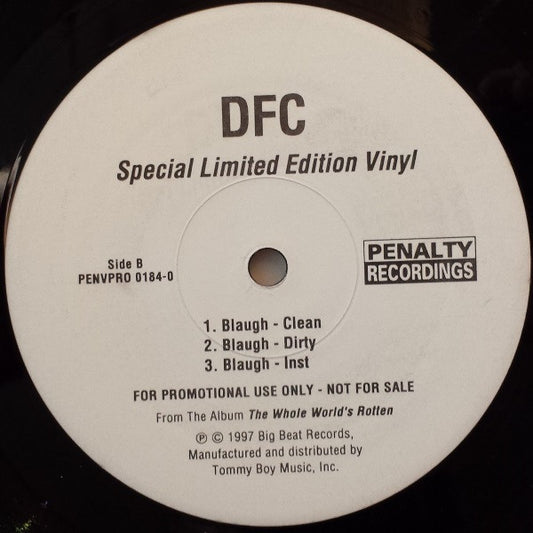 DFC
Special Limited Edition Vinyl
Side B
PENVPRO 0184-0
PENALTY
RECORDINGS
1. Blaugh - Clean
2. Blaugh - Dirty
3. Blaugh - Inst
FOR PROMOTIONAL USE ONLY - NOT FOR SALE
From The Album The Whole World's Rotten
℗ © 1997 Big Beat Records,
Manufactured and distributed by
Tommy Boy Music, Inc.